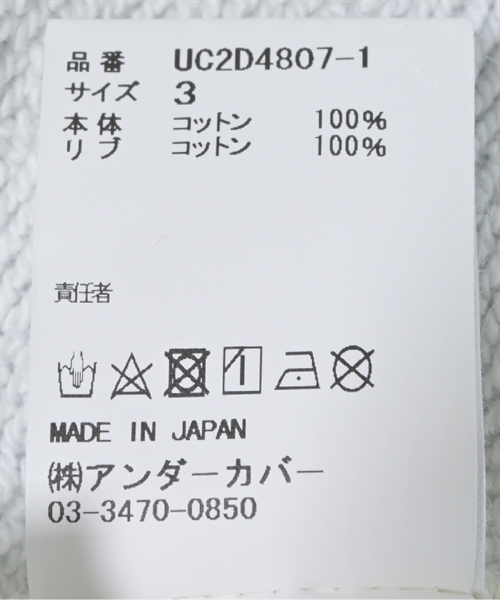 品番 UC2D4807-1
サイズ 3
本体 コットン 100%
リブ コットン 100%
責任者
MADE IN JAPAN
㈱アンダーカバー
03-3470-0850